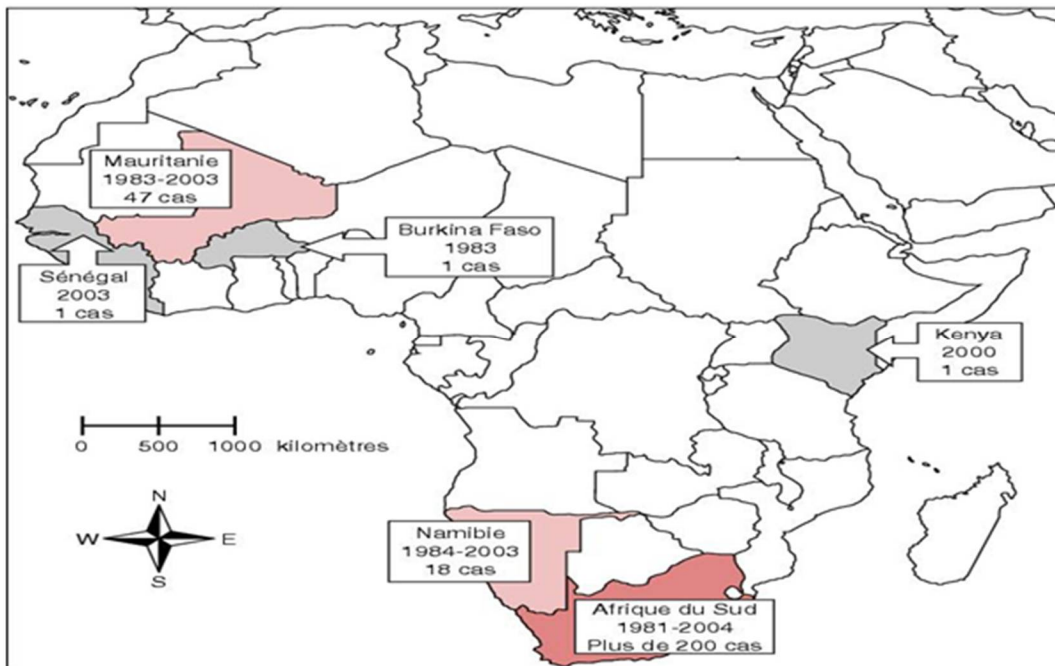 Mauritanie
1983-2003
47 cas
Burkina Faso
1983
1 cas
Sénégal
2003
1 cas
Kenya
2000
1 cas
0 500 1000 kilomètres
N
W E
S
Namibie
1984-2003
18 cas
Afrique du Sud
1981-2004
Plus de 200 cas